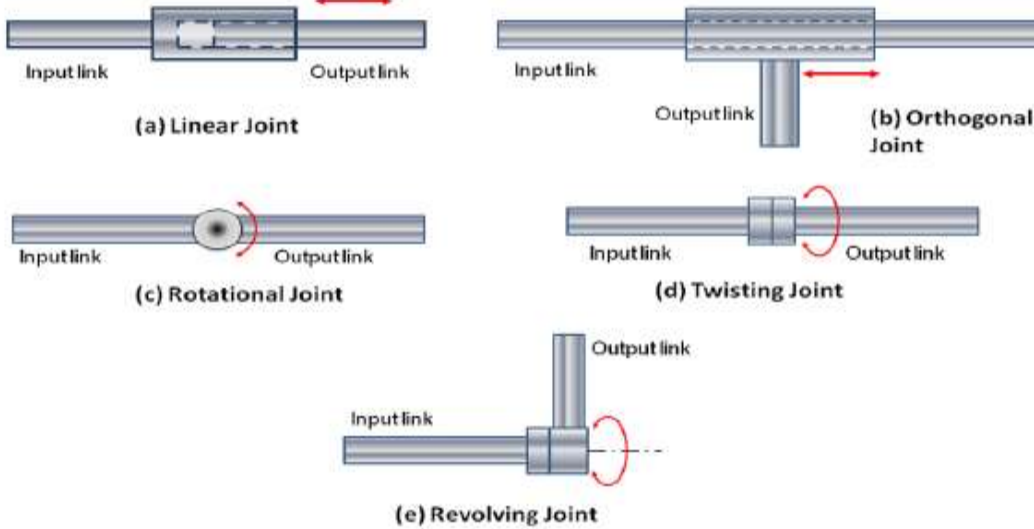 Input link
Output link
(a) Linear Joint
Input link
Output link
(b) Orthogonal
Joint
Input link
Output link
(c) Rotational Joint
Input link
Output link
(d) Twisting Joint
Output link
Input link
(e) Revolving Joint